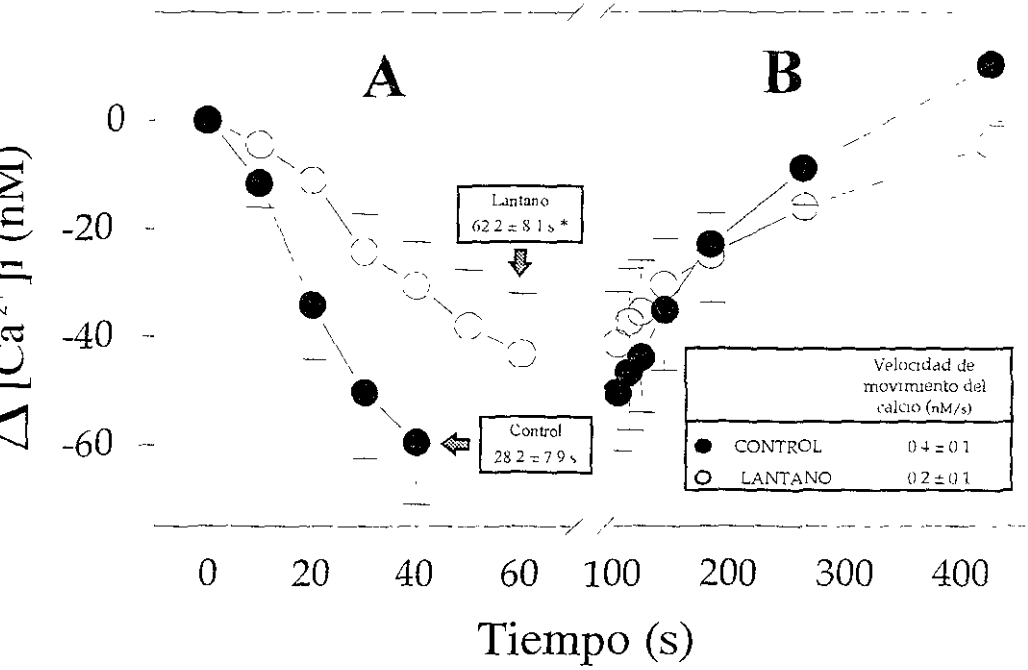 A
B
0
-20
-40
-60
Δ [Ca²⁺]i (nM)
Lantano
62.2 ± 8.1 s *
Control
28.2 ± 7.9 s
Velocidad de
movimiento del
calcio (nM/s)
CONTROL 0.4 ± 0.1
LANTANO 0.2 ± 0.1
0 20 40 60 100 200 300 400
Tiempo (s)